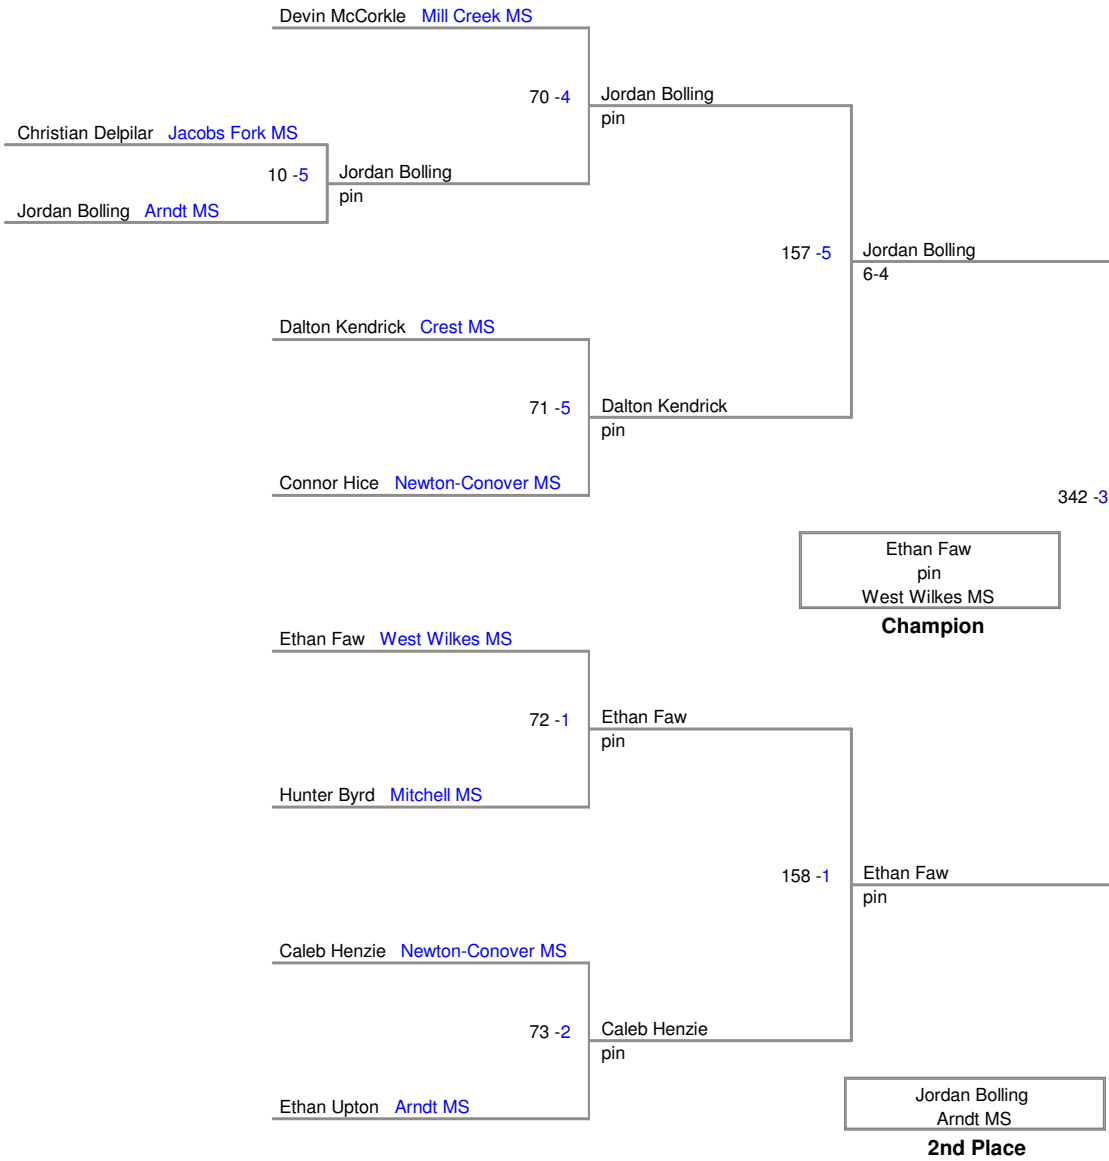 Devin McCorkle Mill Creek MS
70 -4 Jordan Bolling
pin
Christian Delpilar Jacobs Fork MS
10 -5 Jordan Bolling
pin
Jordan Bolling Arndt MS
157 -5 Jordan Bolling
6-4
Dalton Kendrick Crest MS
71 -5 Dalton Kendrick
pin
Connor Hice Newton-Conover MS
342 -3
Ethan Faw
pin
West Wilkes MS
Champion
Ethan Faw West Wilkes MS
72 -1 Ethan Faw
pin
Hunter Byrd Mitchell MS
158 -1 Ethan Faw
pin
Caleb Henzie Newton-Conover MS
73 -2 Caleb Henzie
pin
Ethan Upton Arndt MS
Jordan Bolling
Arndt MS
2nd Place